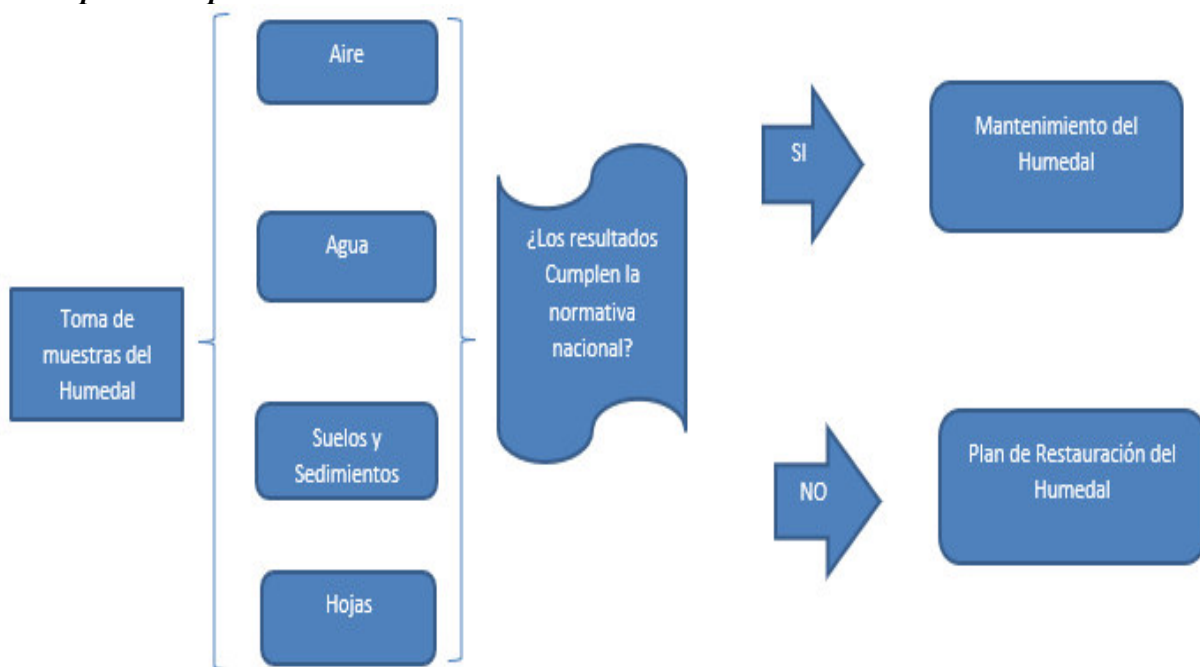 Aire
Agua
Toma de
muestras del
Humedal
Suelos y
Sedimientos
Hojas
¿Los resultados
Cumplen la
normativa
nacional?
SI
Mantenimiento del
Humedal
NO
Plan de Restauración del
Humedal